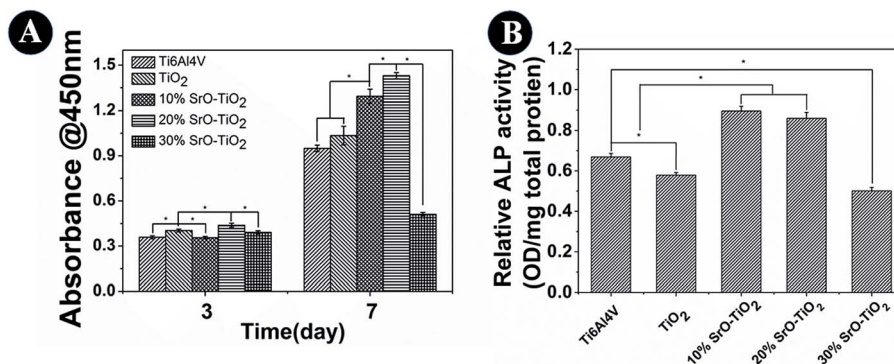 A
Absorbance @450nm
1.5
1.2
0.9
0.6
0.3
0.0
Ti6Al4V
TiO2
10% SrO-TiO2
20% SrO-TiO2
30% SrO-TiO2
* * * *
* * *
3 7
Time(day)
B
Relative ALP activity
(OD/mg total protien)
1.2
1.0
0.8
0.6
0.4
0.2
0.0
*
*
*
Ti6Al4V
TiO2
10% SrO-TiO2
20% SrO-TiO2
30% SrO-TiO2